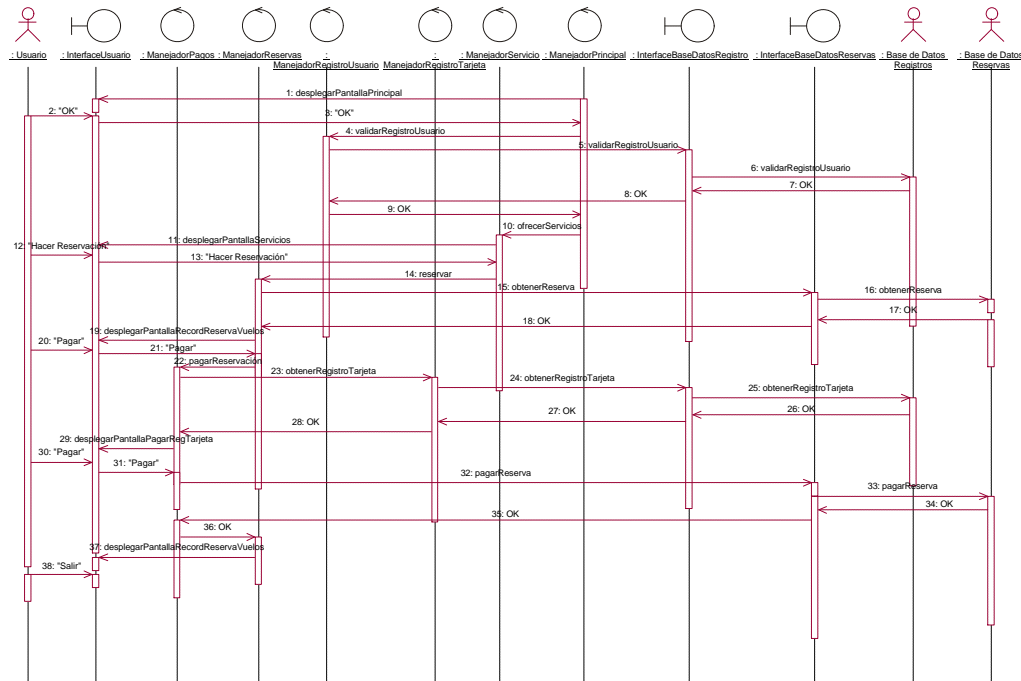 : Usuario
: InterfaceUsuario
: ManejadorPagos
: ManejadorReservas
:
ManejadorRegistroUsuario
:
ManejadorRegistroTarjeta
: ManejadorServicio
: ManejadorPrincipal
: InterfaceBaseDatosRegistro
: InterfaceBaseDatosReservas
: Base de Datos
Registros
: Base de Datos
Reservas
1: desplegarPantallaPrincipal
2: "OK"
3: "OK"
4: validarRegistroUsuario
5: validarRegistroUsuario
6: validarRegistroUsuario
7: OK
8: OK
9: OK
10: ofrecerServicios
11: desplegarPantallaServicios
12: "Hacer Reservación"
13: "Hacer Reservación"
14: reservar
15: obtenerReserva
16: obtenerReserva
17: OK
18: OK
19: desplegarPantallaRecordReservaVuelos
20: "Pagar"
21: "Pagar"
22: pagarReservación
23: obtenerRegistroTarjeta
24: obtenerRegistroTarjeta
25: obtenerRegistroTarjeta
26: OK
27: OK
28: OK
29: desplegarPantallaPagarRegTarjeta
30: "Pagar"
31: "Pagar"
32: pagarReserva
33: pagarReserva
34: OK
35: OK
36: OK
37: desplegarPantallaRecordReservaVuelos
38: "Salir"